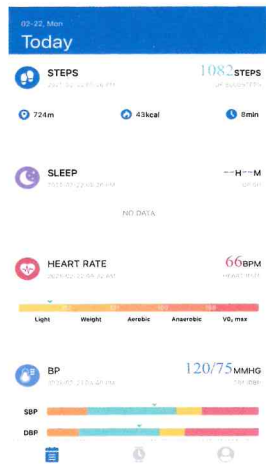 02-22, Mon
Today
STEPS
1082STEPS
724m
43kcal
8min
SLEEP
--H--M
NO DATA
HEART RATE
66BPM
Light Weight Aerobic Anaerobic VO₂ max
BP
120/75MMHG
SBP
DBP